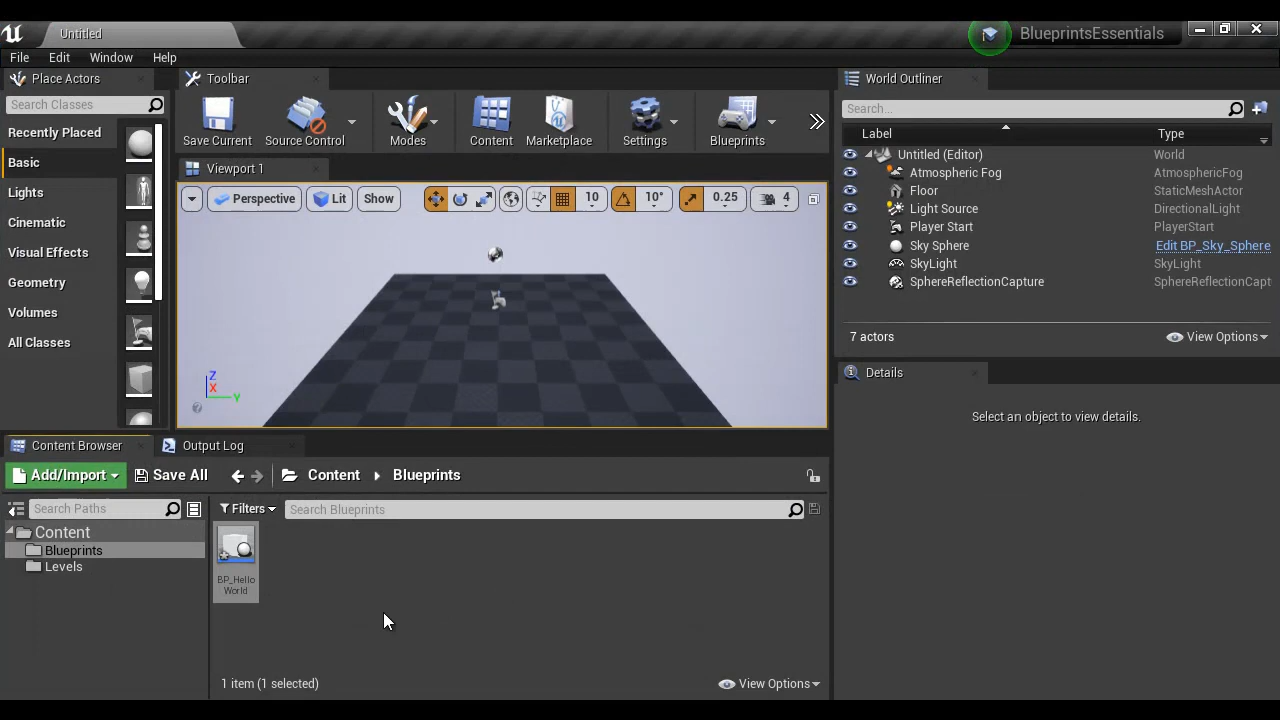 Untitled
BlueprintsEssentials
File Edit Window Help
Place Actors
Search Classes
Recently Placed
Basic
Lights
Cinematic
Visual Effects
Geometry
Volumes
All Classes
Toolbar
Save Current Source Control Modes Content Marketplace Settings Blueprints
Viewport 1
Perspective Lit Show 10 10° 0.25 4
Z
X
Y
World Outliner
Search...
Label Type
Untitled (Editor) World
Atmospheric Fog AtmosphericFog
Floor StaticMeshActor
Light Source DirectionalLight
Player Start PlayerStart
Sky Sphere Edit BP_Sky_Sphere
SkyLight SkyLight
SphereReflectionCapture SphereReflectionCapt
7 actors View Options
Details
Select an object to view details.
Content Browser Output Log
Add/Import Save All Content Blueprints
Search Paths
Content
Blueprints
Levels
Filters Search Blueprints
BP_Hello
World
1 item (1 selected) View Options